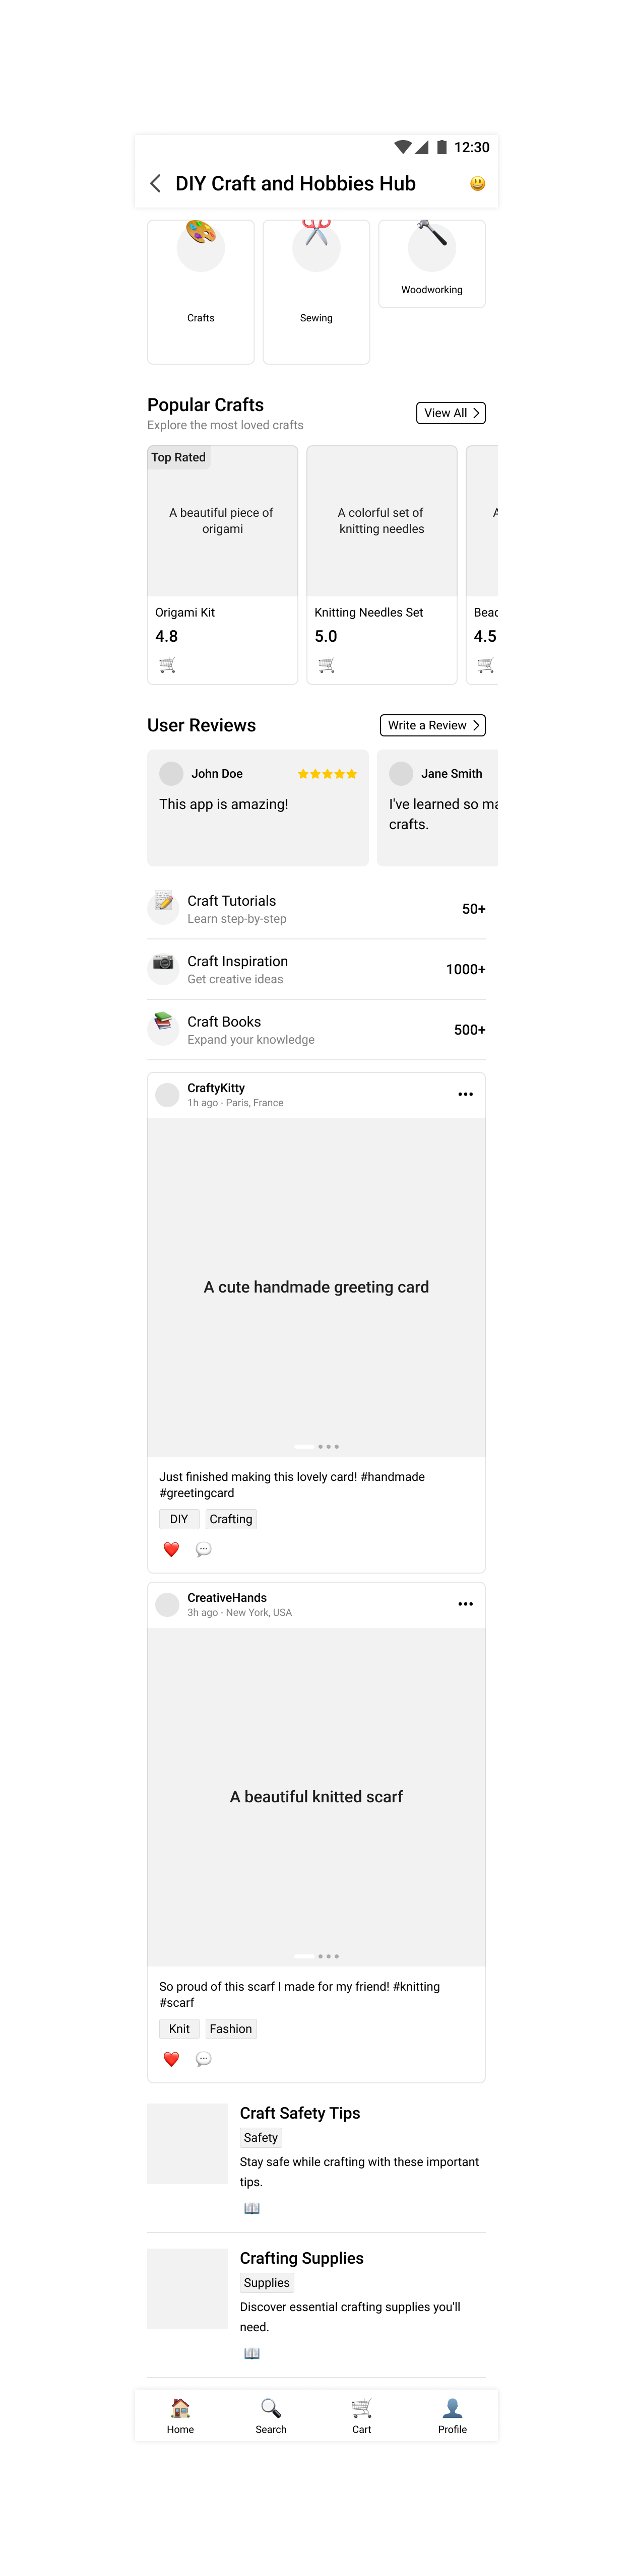 12:30
DIY Craft and Hobbies Hub
Crafts
Sewing
Woodworking
Popular Crafts
Explore the most loved crafts
View All
Top Rated
A beautiful piece of
origami
Origami Kit
4.8
A colorful set of
knitting needles
Knitting Needles Set
5.0
A
Beac
4.5
User Reviews
Write a Review
John Doe
This app is amazing!
Jane Smith
I've learned so ma
crafts.
Craft Tutorials
Learn step-by-step
50+
Craft Inspiration
Get creative ideas
1000+
Craft Books
Expand your knowledge
500+
CraftyKitty
1h ago - Paris, France
A cute handmade greeting card
Just finished making this lovely card! #handmade
#greetingcard
DIY
Crafting
CreativeHands
3h ago - New York, USA
A beautiful knitted scarf
So proud of this scarf I made for my friend! #knitting
#scarf
Knit
Fashion
Craft Safety Tips
Safety
Stay safe while crafting with these important
tips.
Crafting Supplies
Supplies
Discover essential crafting supplies you'll
need.
Home
Search
Cart
Profile